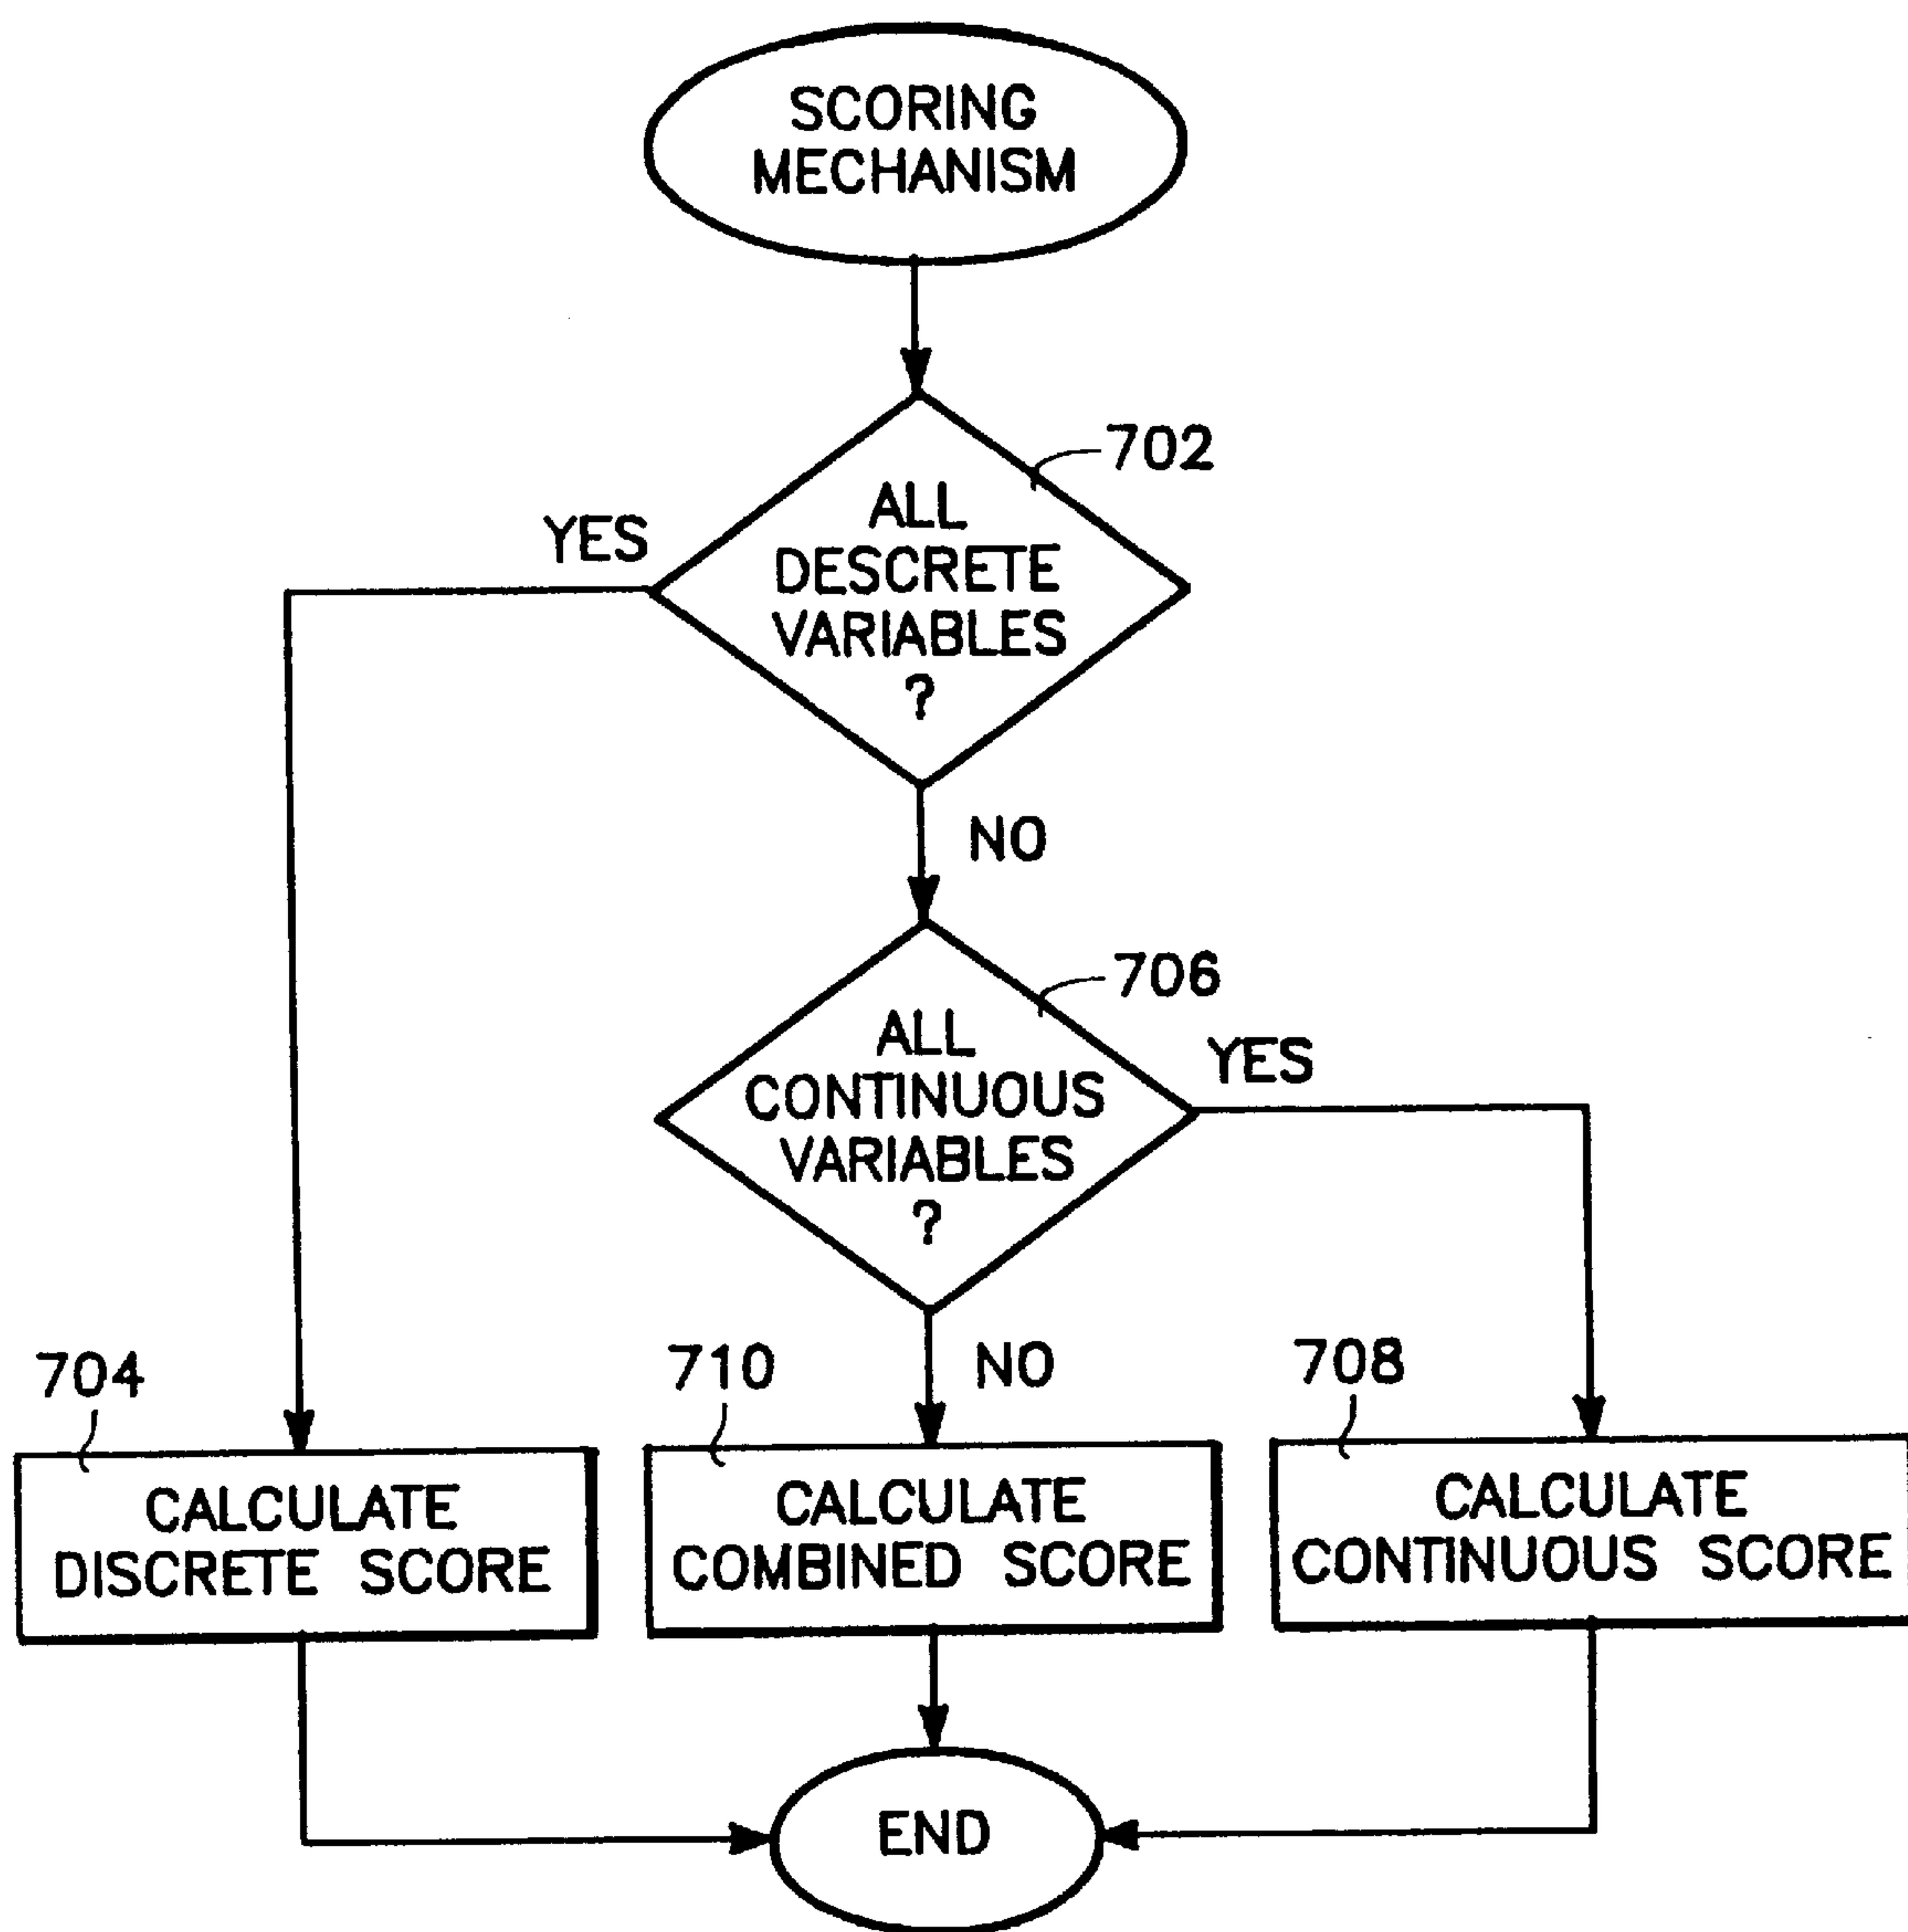 SCORING
MECHANISM
702
ALL
DESCRETE
VARIABLES
?
YES
NO
706
ALL
CONTINUOUS
VARIABLES
?
YES
NO
704
CALCULATE
DISCRETE SCORE
710
CALCULATE
COMBINED SCORE
708
CALCULATE
CONTINUOUS SCORE
END